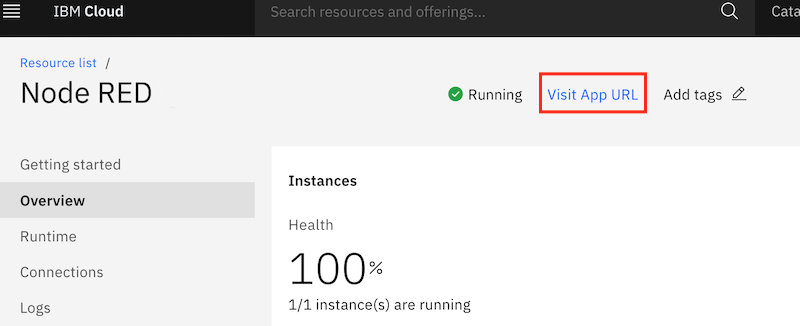 IBM Cloud Search resources and offerings... Cata
Resource list /
Node RED
Running Visit App URL Add tags
Getting started
Overview
Runtime
Connections
Logs
Instances
Health
100%
1/1 instance(s) are running